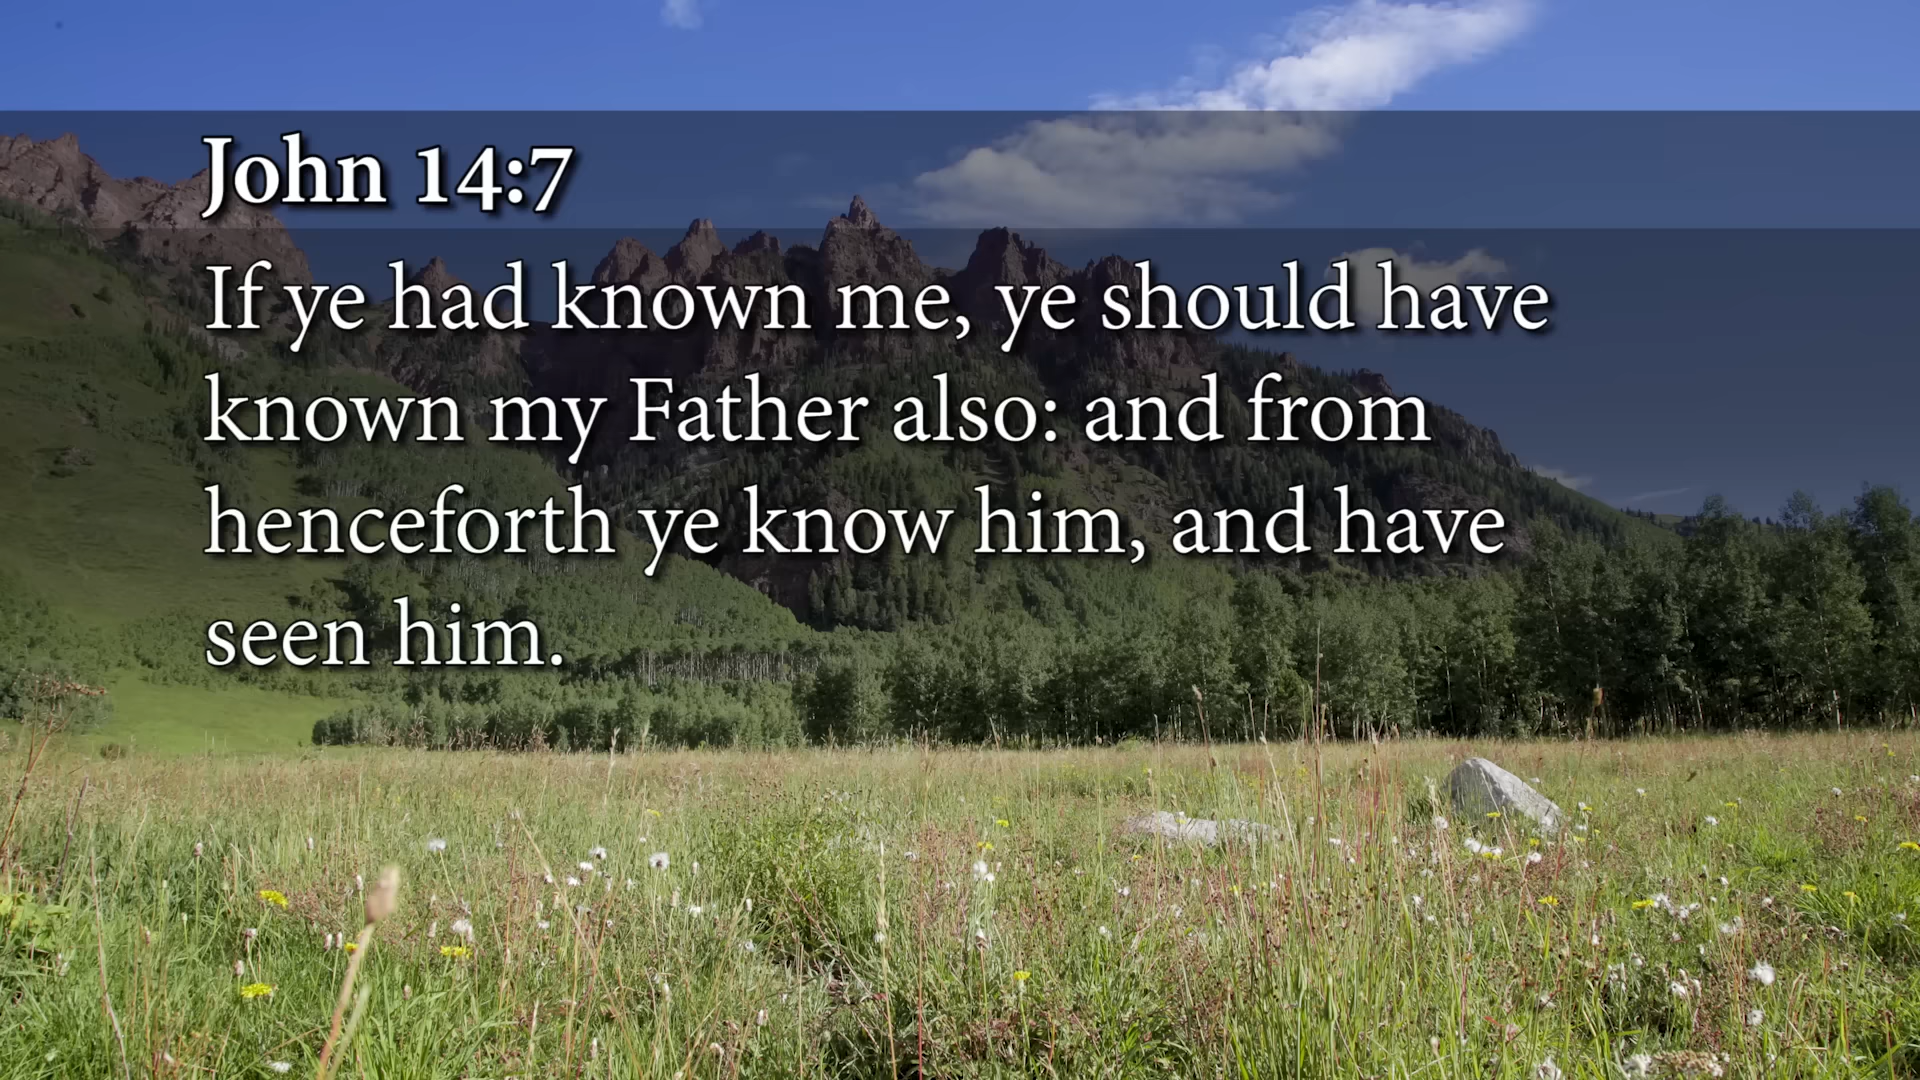 John 14:7
If ye had known me, ye should have
known my Father also: and from
henceforth ye know him, and have
seen him.